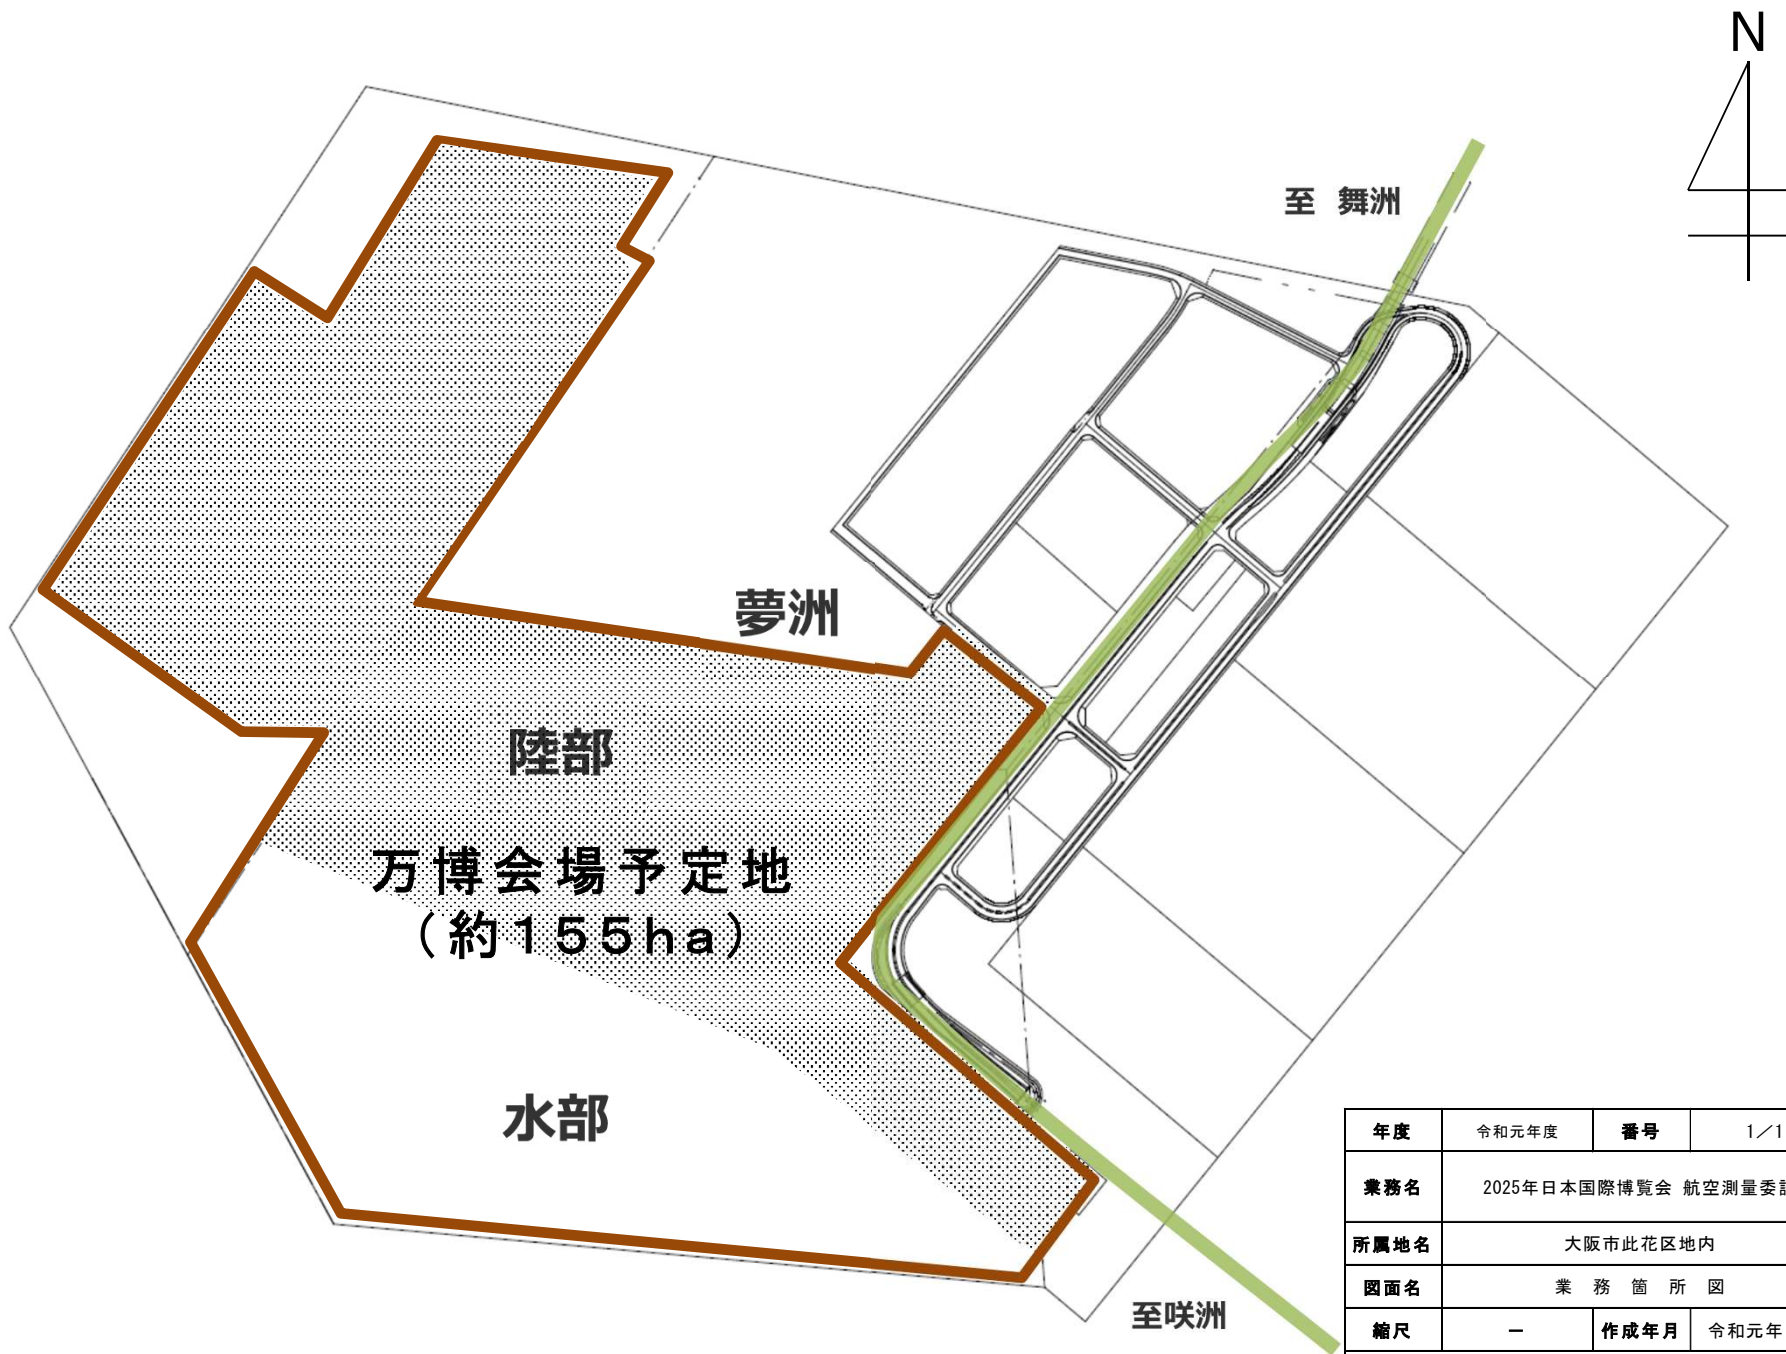 N
至 舞洲
夢洲
陸部
万博会場予定地
（約155ha）
水部
至咲洲
年度 令和元年度 番号 1／1
業務名 2025年日本国際博覧会 航空測量委
所属地名 大阪市此花区地内
図面名 業 務 箇 所 図
縮尺 － 作成年月 令和元年